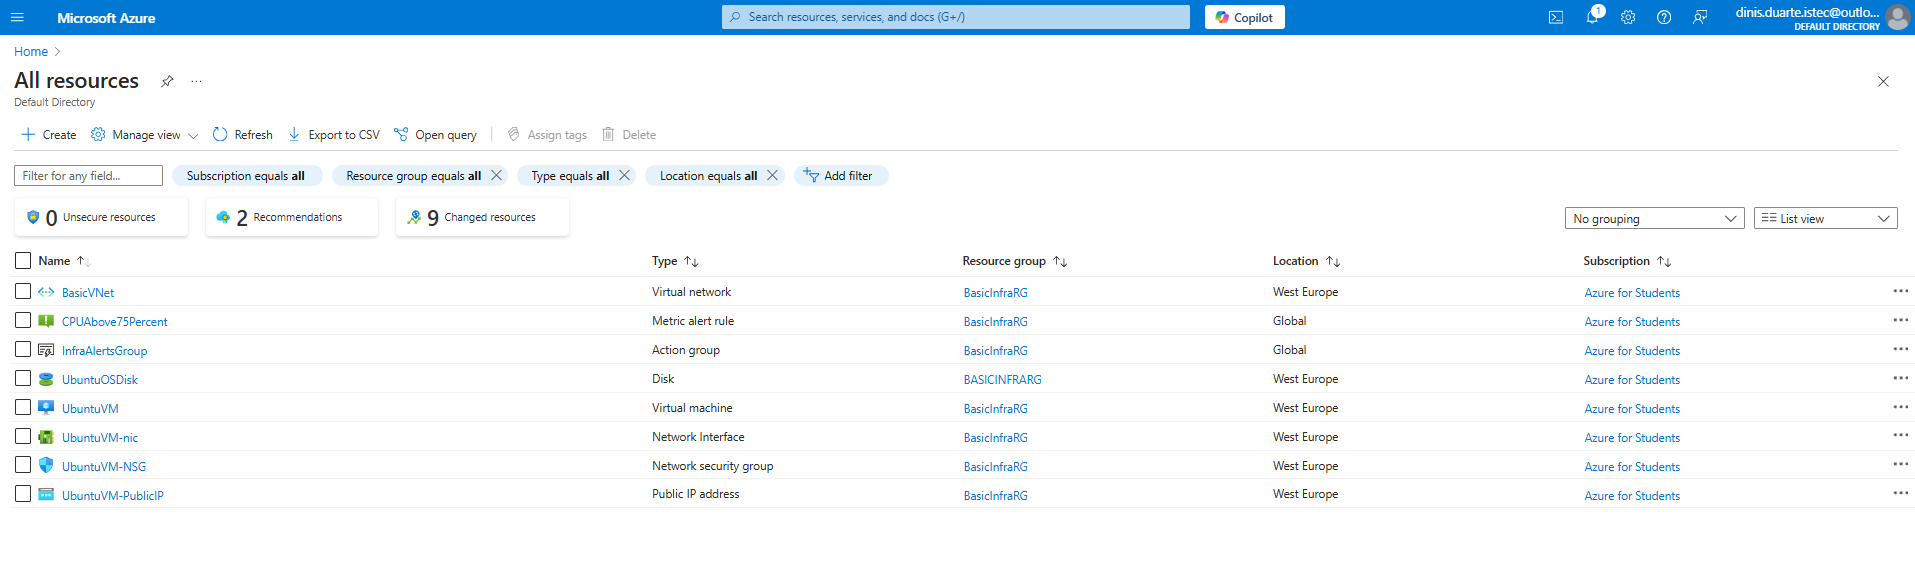 Microsoft Azure
Search resources, services, and docs (G+/)
Copilot
1
dinis.duarte.istec@outlo...
DEFAULT DIRECTORY
Home
All resources
...
Default Directory
Create
Manage view
Refresh
Export to CSV
Open query
Assign tags
Delete
Filter for any field...
Subscription equals all
Resource group equals all
Type equals all
Location equals all
Add filter
0 Unsecure resources
2 Recommendations
9 Changed resources
No grouping
List view
Name Type Resource group Location Subscription
BasicVNet Virtual network BasicInfraRG West Europe Azure for Students
CPUAbove75Percent Metric alert rule BasicInfraRG Global Azure for Students
InfraAlertsGroup Action group BasicInfraRG Global Azure for Students
UbuntuOSDisk Disk BASICINFRARG West Europe Azure for Students
UbuntuVM Virtual machine BasicInfraRG West Europe Azure for Students
UbuntuVM-nic Network Interface BasicInfraRG West Europe Azure for Students
UbuntuVM-NSG Network security group BasicInfraRG West Europe Azure for Students
UbuntuVM-PublicIP Public IP address BasicInfraRG West Europe Azure for Students